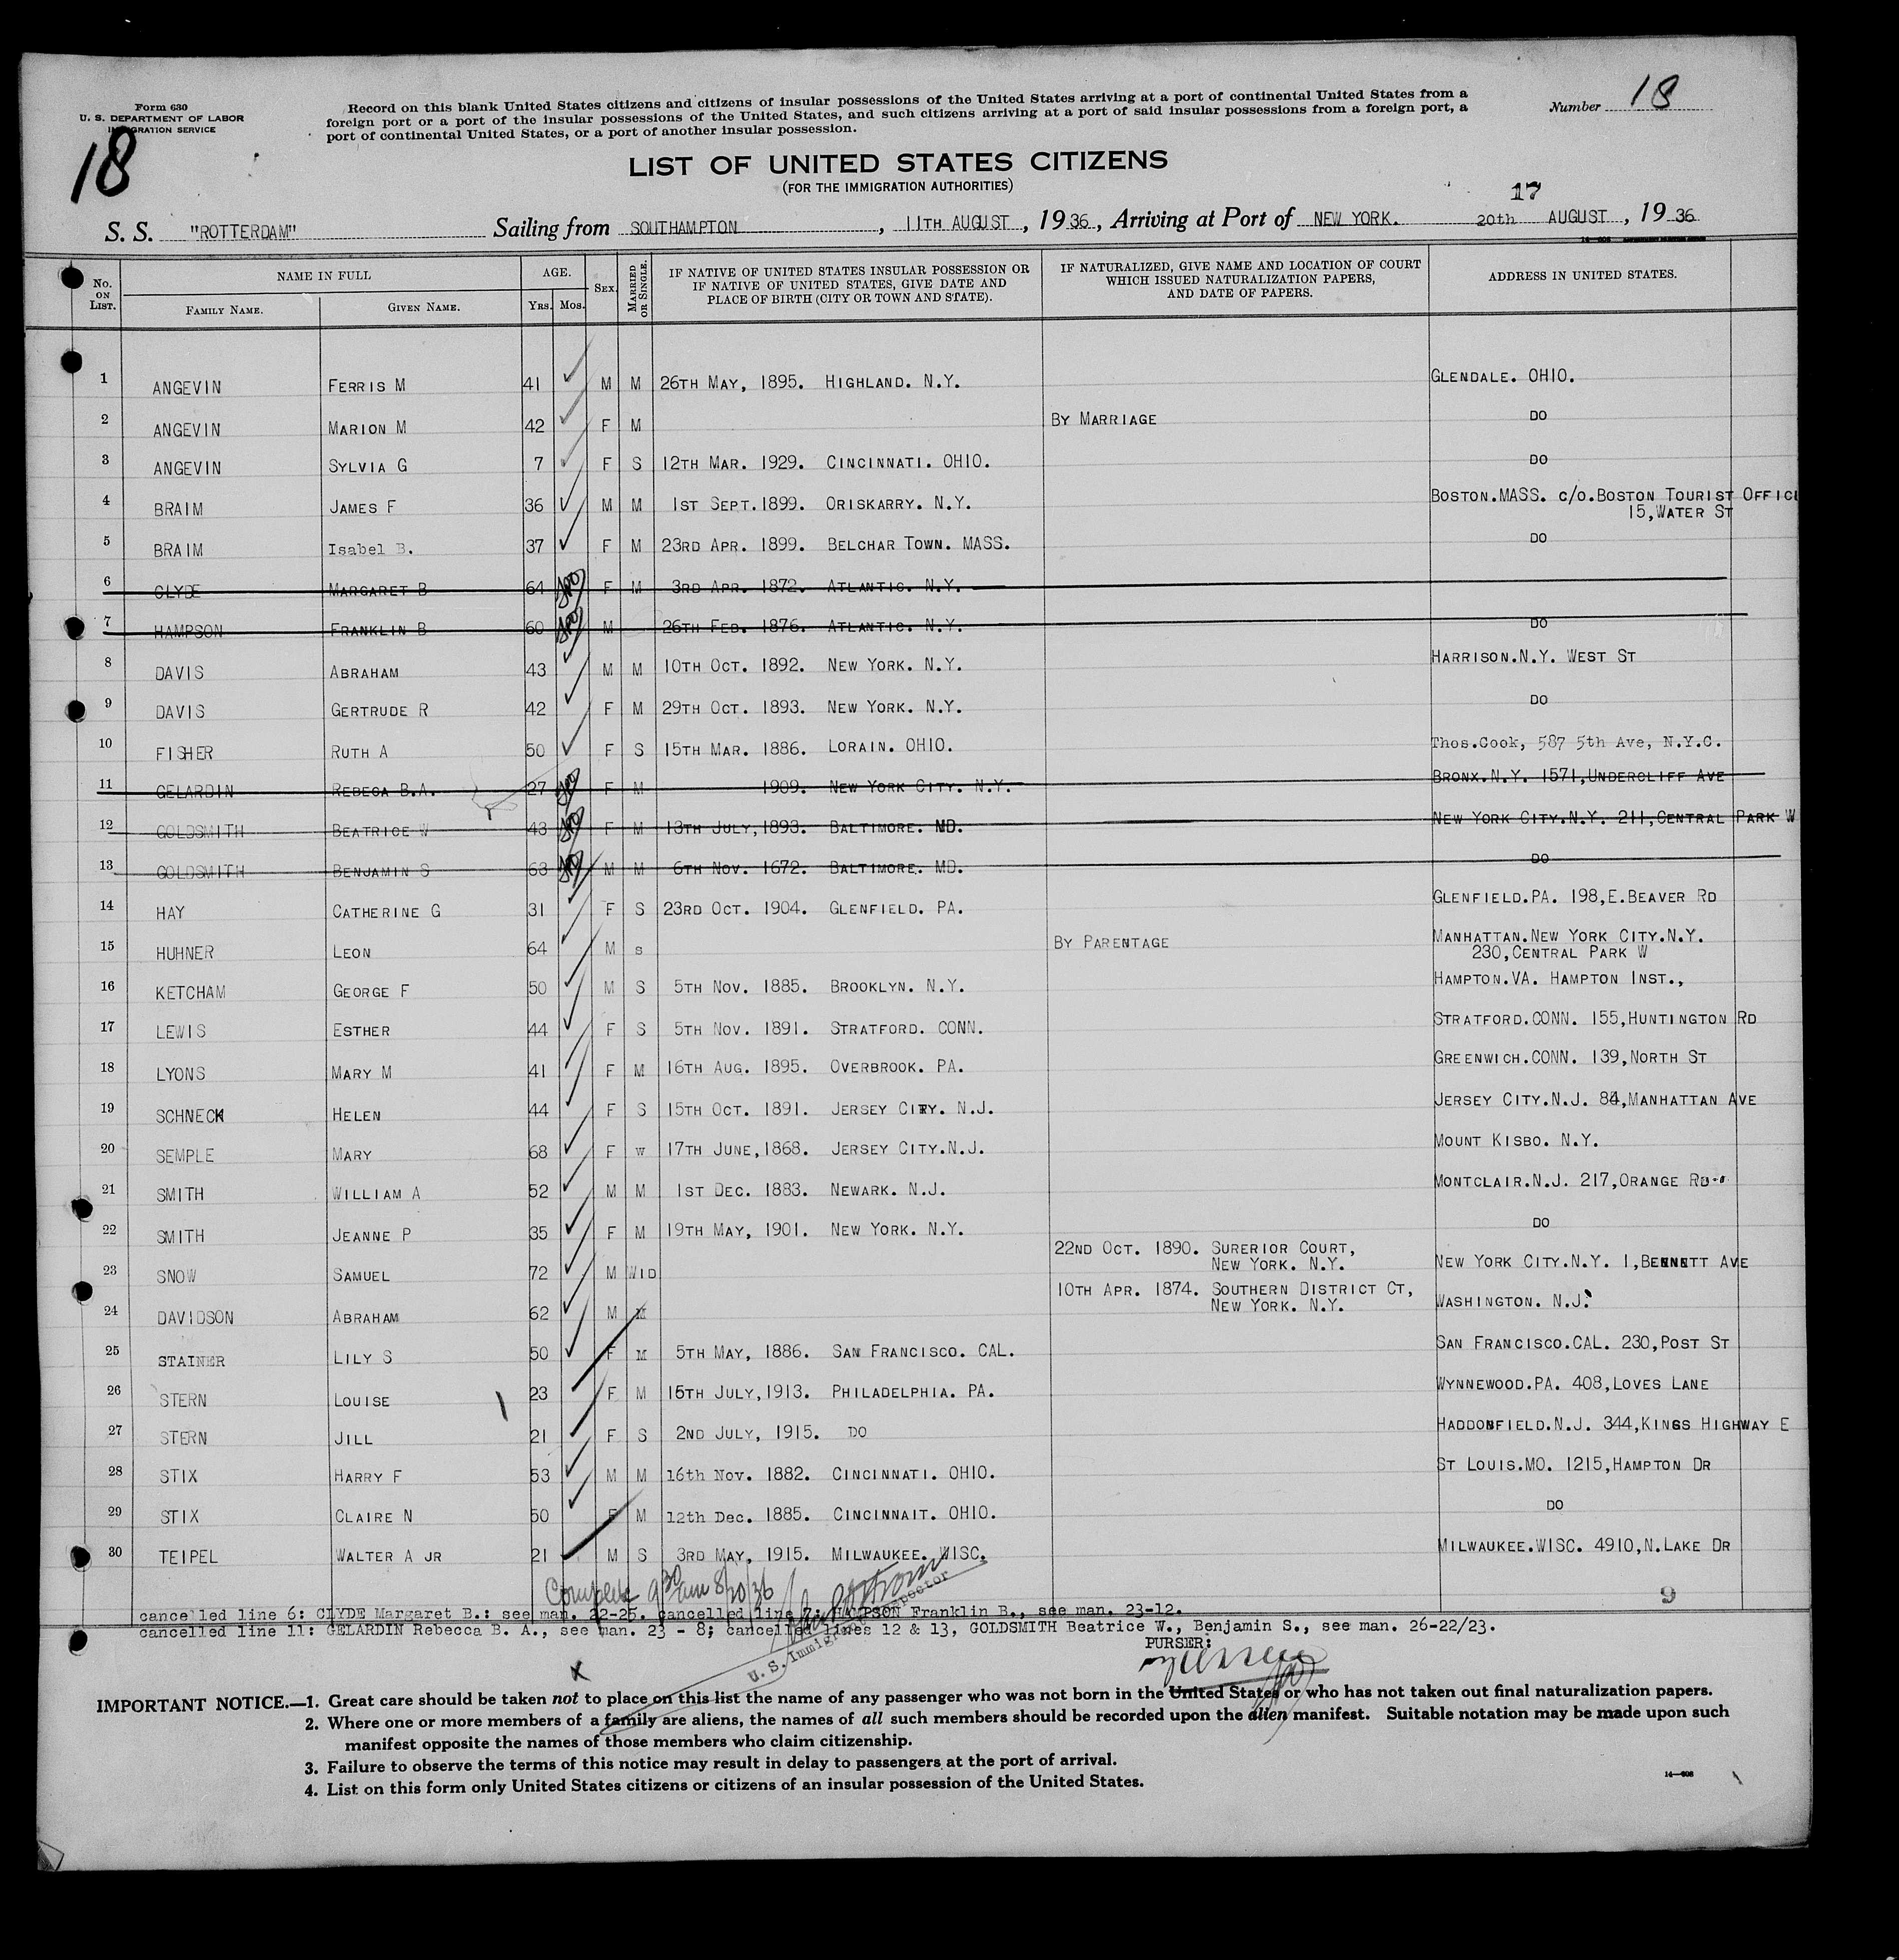 Form 630
U. S. DEPARTMENT OF LABOR
IMMIGRATION SERVICE
18
Record on this blank United States citizens and citizens of insular possessions of the United States arriving at a port of continental United States from a
foreign port or a port of the insular possessions of the United States, and such citizens arriving at a port of said insular possessions from a foreign port, a
port of continental United States, or a port of another insular possession.
Number 18
LIST OF UNITED STATES CITIZENS
(FOR THE IMMIGRATION AUTHORITIES)
17
S. S. "ROTTERDAM" Sailing from SOUTHAMPTON, 11TH AUGUST, 1936, Arriving at Port of NEW YORK. 20th AUGUST, 1936
No. ON LIST. NAME IN FULL FAMILY NAME. GIVEN NAME. AGE. YRS. MOS. SEX. MARRIED OR SINGLE. IF NATIVE OF UNITED STATES INSULAR POSSESSION OR IF NATIVE OF UNITED STATES, GIVE DATE AND PLACE OF BIRTH (CITY OR TOWN AND STATE). IF NATURALIZED, GIVE NAME AND LOCATION OF COURT WHICH ISSUED NATURALIZATION PAPERS, AND DATE OF PAPERS. ADDRESS IN UNITED STATES.
1 ANGEVIN FERRIS M 41 M M 26TH MAY, 1895. HIGHLAND. N.Y. GLENDALE. OHIO.
2 ANGEVIN MARION M 42 F M BY MARRIAGE DO
3 ANGEVIN SYLVIA G 7 F S 12TH MAR. 1929. CINCINNATI. OHIO. DO
4 BRAIM JAMES F 36 M M 1ST SEPT.1899. ORISKARRY. N.Y. BOSTON.MASS. c/o.BOSTON TOURIST OFFICE
15,WATER ST
5 BRAIM Isabel B. 37 F M 23RD APR. 1899. BELCHAR TOWN. MASS. DO
6 CLYDE MARGARET B 64 F M 3RD APR. 1872. ATLANTIC. N.Y.
7 HAMPSON FRANKLIN B 60 M 26TH FEB. 1876. ATLANTIC. N.Y. DO
8 DAVIS ABRAHAM 43 M M 10TH OCT. 1892. NEW YORK. N.Y. HARRISON.N.Y. WEST ST
9 DAVIS GERTRUDE R 42 F M 29TH OCT. 1893. NEW YORK. N.Y. DO
10 FISHER RUTH A 50 F S 15TH MAR. 1886. LORAIN. OHIO. Thos.Cook, 587 5th Ave, N.Y.C.
11 GELARDIN REBECA B.A. 27 F M 1909. NEW YORK CITY. N.Y. BRONX.N.Y. 1571,UNDERCLIFF AVE
12 GOLDSMITH BEATRICE W 43 F M 13TH JULY,1893. BALTIMORE. MD. NEW YORK CITY.N.Y. 211,CENTRAL PARK W
13 GOLDSMITH BENJAMIN S 63 M M 6TH NOV. 1672. BALTIMORE. MD. DO
14 HAY CATHERINE G 31 F S 23RD OCT. 1904. GLENFIELD. PA. GLENFIELD.PA. 198,E.BEAVER RD
15 HUHNER LEON 64 M S BY PARENTAGE MANHATTAN.NEW YORK CITY.N.Y.
230,CENTRAL PARK W
16 KETCHAM GEORGE F 50 M S 5TH NOV. 1885. BROOKLYN. N.Y. HAMPTON.VA. HAMPTON INST.,
17 LEWIS ESTHER 44 F S 5TH NOV. 1891. STRATFORD. CONN. STRATFORD.CONN. 155,HUNTINGTON RD
18 LYONS MARY M 41 F M 16TH AUG. 1895. OVERBROOK. PA. GREENWICH.CONN. 139,NORTH ST
19 SCHNECK HELEN 44 F S 15TH OCT. 1891. JERSEY CITY. N.J. JERSEY CITY.N.J. 84,MANHATTAN AVE
20 SEMPLE MARY 68 F W 17TH JUNE,1868. JERSEY CITY.N.J. MOUNT KISBO. N.Y.
21 SMITH WILLIAM A 52 M M 1ST DEC. 1883. NEWARK. N.J. MONTCLAIR.N.J. 217,ORANGE RD
22 SMITH JEANNE P 35 F M 19TH MAY, 1901. NEW YORK. N.Y. DO
23 SNOW SAMUEL 72 M WID 22ND OCT. 1890. SURERIOR COURT, NEW YORK. N.Y. NEW YORK CITY.N.Y. 1,BENNETT AVE
24 DAVIDSON ABRAHAM 62 M M 10TH APR. 1874. SOUTHERN DISTRICT CT, NEW YORK. N.Y. WASHINGTON. N.J.
25 STAINER LILY S 50 F M 5TH MAY, 1886. SAN FRANCISCO. CAL. SAN FRANCISCO.CAL. 230,POST ST
26 STERN LOUISE 23 F M 15TH JULY,1913. PHILADELPHIA. PA. WYNNEWOOD.PA. 408,LOVES LANE
27 STERN JILL 21 F S 2ND JULY, 1915. DO HADDONFIELD.N.J. 344,KINGS HIGHWAY E
28 STIX HARRY F 53 M M 16th Nov. 1882. CINCINNATI. OHIO. ST LOUIS.MO. 1215,HAMPTON DR
29 STIX CLAIRE N 50 F M 12th Dec. 1885. CINCINNAIT. OHIO. DO
30 TEIPEL WALTER A JR 21 M S 3RD MAY, 1915. MILWAUKEE. WISC. MILWAUKEE.WISC. 4910,N.LAKE DR
Complete 9 30 am 8/20/36
9
cancelled line 6: CLYDE Margaret B.: see man. 22-25. cancelled line 7: HAMPSON Franklin B., see man. 23-12.
cancelled line 11: GELARDIN Rebecca B. A., see man. 23 - 8; cancelled lines 12 & 13, GOLDSMITH Beatrice W., Benjamin S., see man. 26-22/23.
U. S. Immigration Inspector
PURSER:
x
IMPORTANT NOTICE.—1. Great care should be taken not to place on this list the name of any passenger who was not born in the United States or who has not taken out final naturalization papers.
2. Where one or more members of a family are aliens, the names of all such members should be recorded upon the alien manifest. Suitable notation may be made upon such
manifest opposite the names of those members who claim citizenship.
3. Failure to observe the terms of this notice may result in delay to passengers at the port of arrival.
4. List on this form only United States citizens or citizens of an insular possession of the United States.